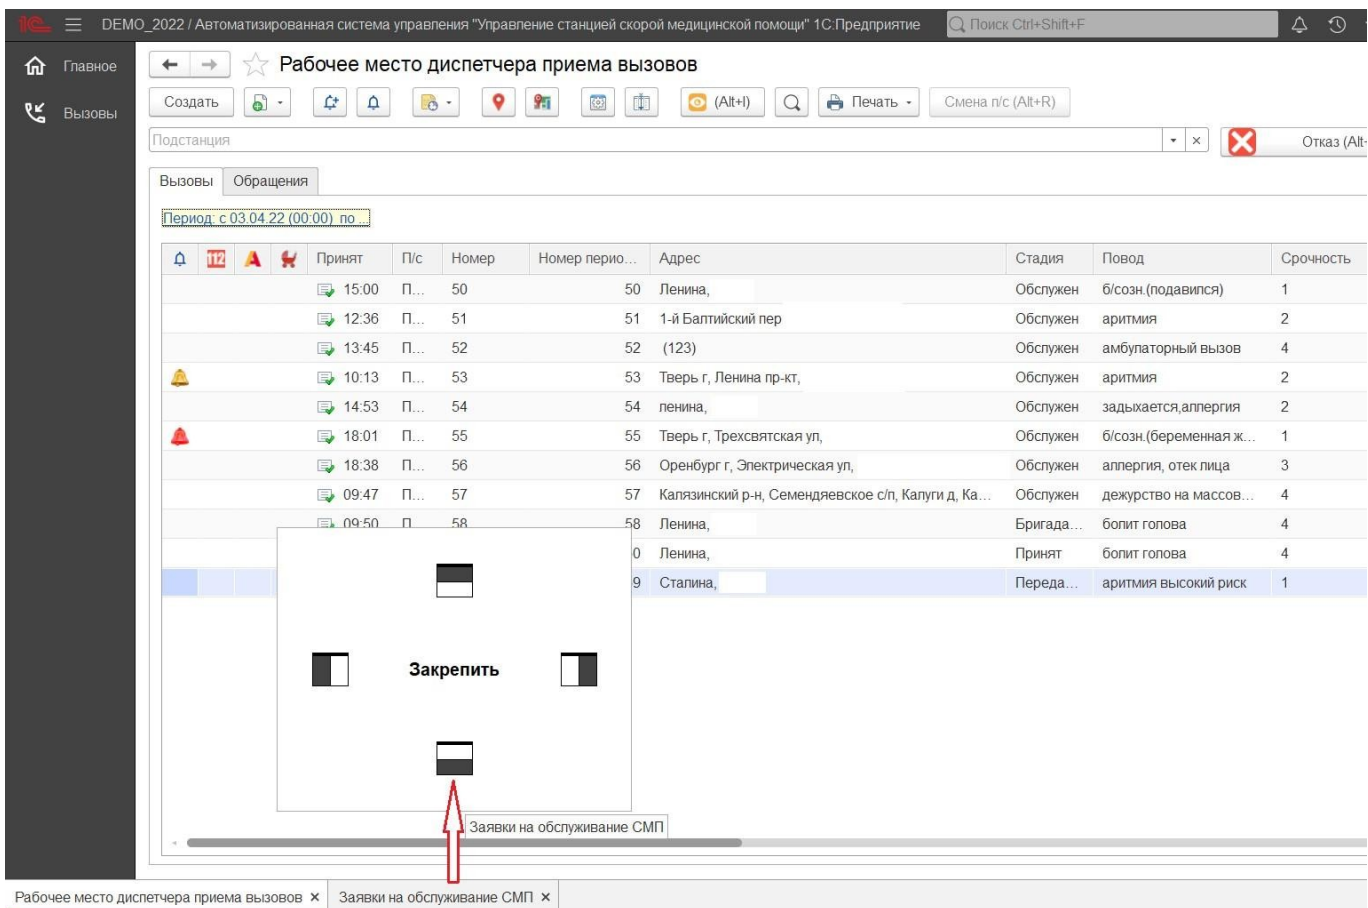 1С DEMO_2022 / Автоматизированная система управления "Управление станцией скорой медицинской помощи" 1С:Предприятие Поиск Ctrl+Shift+F
Главное
Вызовы
Рабочее место диспетчера приема вызовов
Создать (Alt+I) Печать Смена п/с (Alt+R)
Подстанция Отказ (Alt+
Вызовы Обращения
Период: с 03.04.22 (00:00) по ...
112 А Принят П/с Номер Номер перио... Адрес Стадия Повод Срочность
15:00 П... 50 50 Ленина, Обслужен б/созн.(подавился) 1
12:36 П... 51 51 1-й Балтийский пер Обслужен аритмия 2
13:45 П... 52 52 (123) Обслужен амбулаторный вызов 4
10:13 П... 53 53 Тверь г, Ленина пр-кт, Обслужен аритмия 2
14:53 П... 54 54 ленина, Обслужен задыхается,аллергия 2
18:01 П... 55 55 Тверь г, Трехсвятская ул, Обслужен б/созн.(беременная ж... 1
18:38 П... 56 56 Оренбург г, Электрическая ул, Обслужен аллергия, отек лица 3
09:47 П... 57 57 Калязинский р-н, Семендяевское с/п, Калуги д, Ка... Обслужен дежурство на массов... 4
09:50 П... 58 58 Ленина, Бригада... болит голова 4
0 Ленина, Принят болит голова 4
9 Сталина, Переда... аритмия высокий риск 1
Закрепить
Заявки на обслуживание СМП
Рабочее место диспетчера приема вызовов × Заявки на обслуживание СМП ×